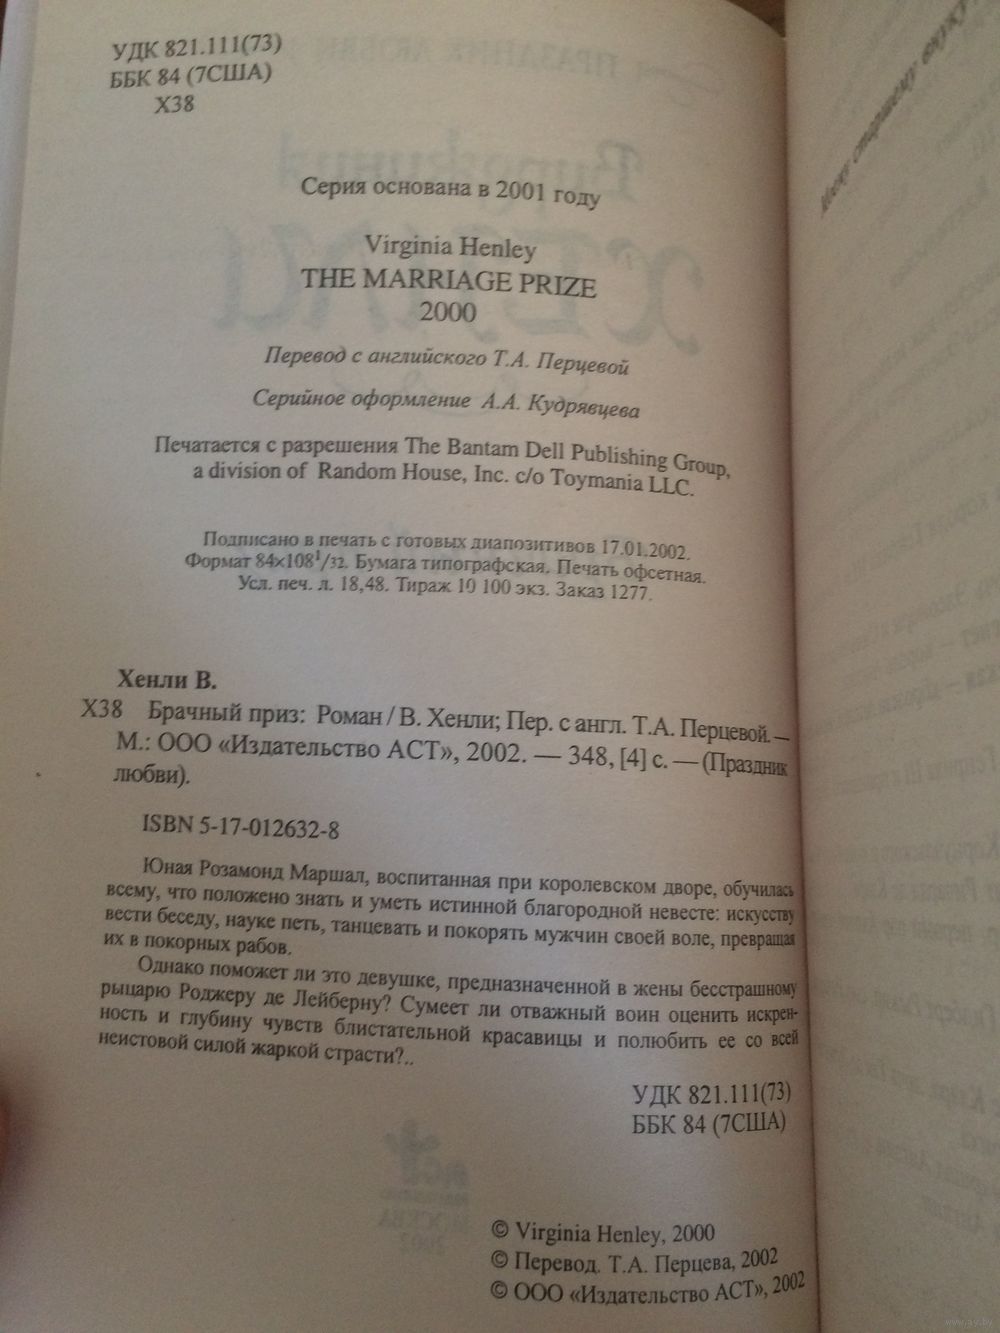 УДК 821.111(73)
ББК 84 (7США)
Х38
Серия основана в 2001 году
Virginia Henley
THE MARRIAGE PRIZE
2000
Перевод с английского Т.А. Перцевой
Серийное оформление А.А. Кудрявцева
Печатается с разрешения The Bantam Dell Publishing Group,
a division of Random House, Inc. c/o Toymania LLC.
Подписано в печать с готовых диапозитивов 17.01.2002.
Формат 84×108 1/32. Бумага типографская. Печать офсетная.
Усл. печ. л. 18,48. Тираж 10 100 экз. Заказ 1277.
Хенли В.
Х38 Брачный приз: Роман / В. Хенли; Пер. с англ. Т.А. Перцевой. —
М.: ООО «Издательство АСТ», 2002. — 348, [4] с. — (Праздник
любви).
ISBN 5-17-012632-8
Юная Розамонд Маршал, воспитанная при королевском дворе, обучилась
всему, что положено знать и уметь истинной благородной невесте: искусству
вести беседу, науке петь, танцевать и покорять мужчин своей воле, превращая
их в покорных рабов.
Однако поможет ли это девушке, предназначенной в жены бесстрашному
рыцарю Роджеру де Лейберну? Сумеет ли отважный воин оценить искрен-
ность и глубину чувств блистательной красавицы и полюбить ее со всей
неистовой силой жаркой страсти?..
УДК 821.111(73)
ББК 84 (7США)
© Virginia Henley, 2000
© Перевод. Т.А. Перцева, 2002
© ООО «Издательство АСТ», 2002
www.ay.by